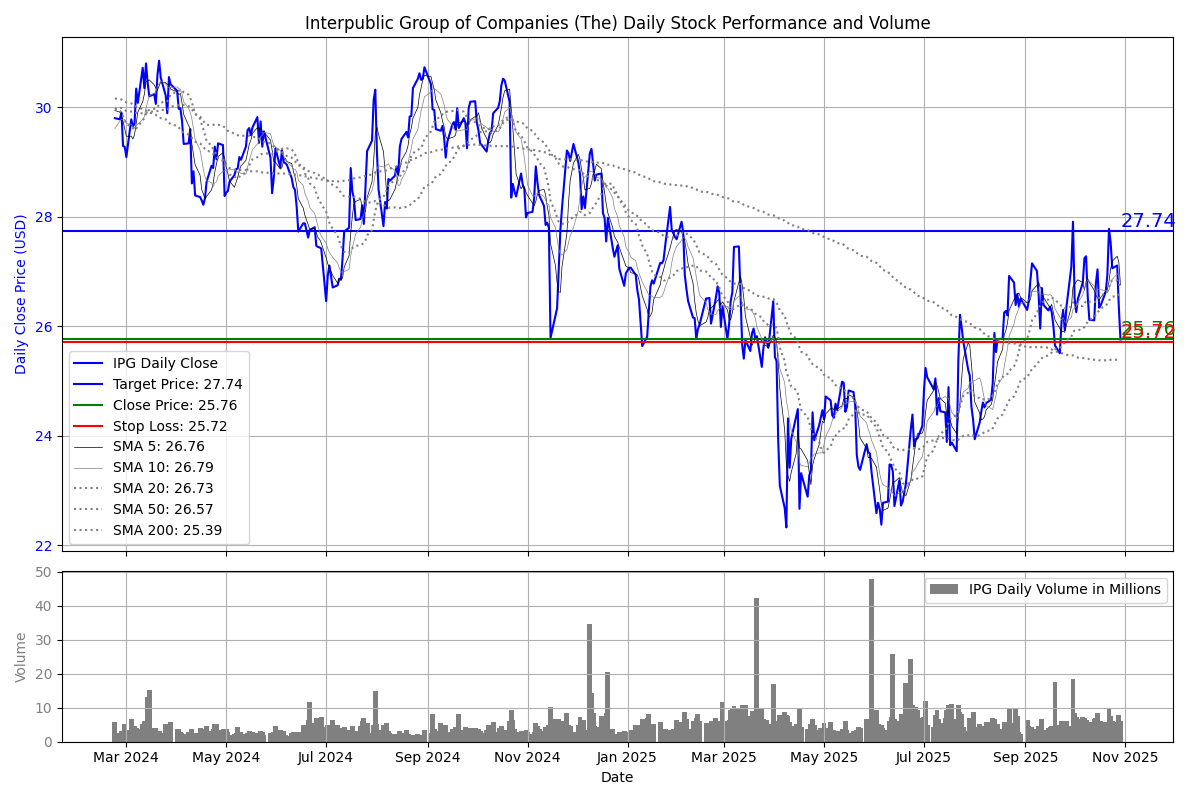 Interpublic Group of Companies (The) Daily Stock Performance and Volume
Daily Close Price (USD)
30
28
26
24
22
27.74
25.76
25.72
IPG Daily Close
Target Price: 27.74
Close Price: 25.76
Stop Loss: 25.72
SMA 5: 26.76
SMA 10: 26.79
SMA 20: 26.73
SMA 50: 26.57
SMA 200: 25.39
Volume
50
40
30
20
10
0
IPG Daily Volume in Millions
Mar 2024 May 2024 Jul 2024 Sep 2024 Nov 2024 Jan 2025 Mar 2025 May 2025 Jul 2025 Sep 2025 Nov 2025
Date